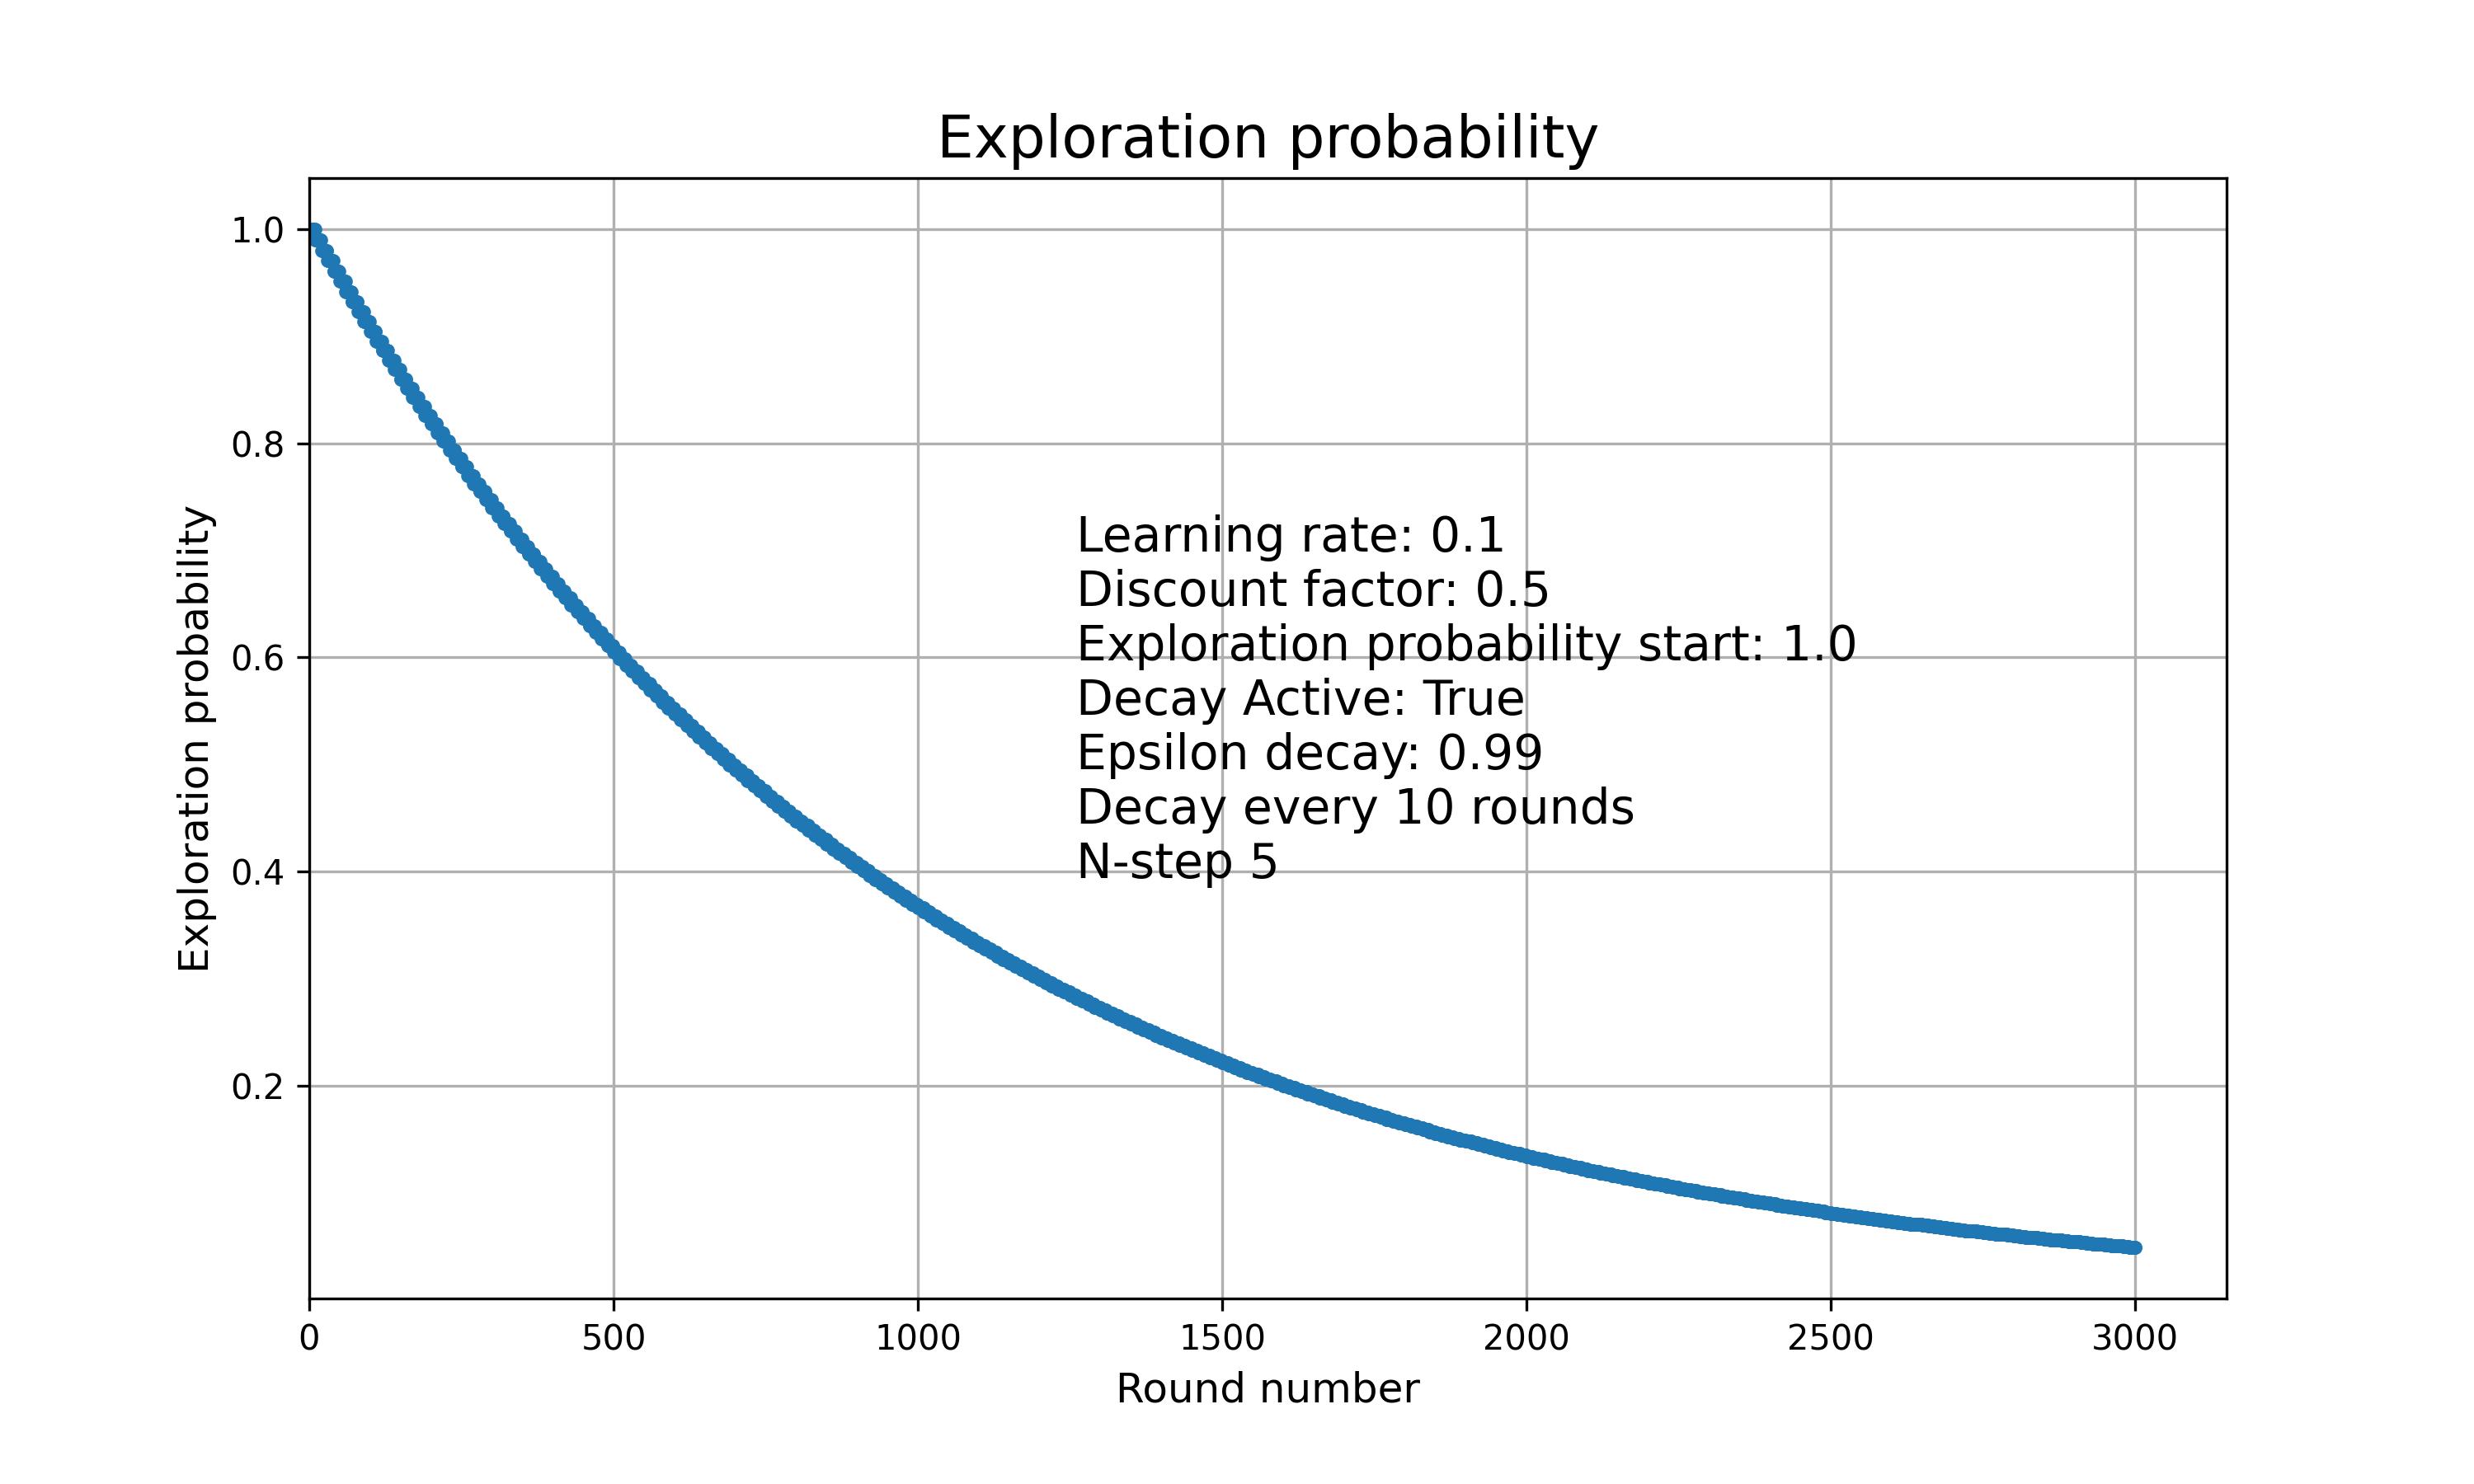 Exploration probability
1.0
0.8
0.6
0.4
0.2
Exploration probability
Learning rate: 0.1
Discount factor: 0.5
Exploration probability start: 1.0
Decay Active: True
Epsilon decay: 0.99
Decay every 10 rounds
N-step 5
0 500 1000 1500 2000 2500 3000
Round number